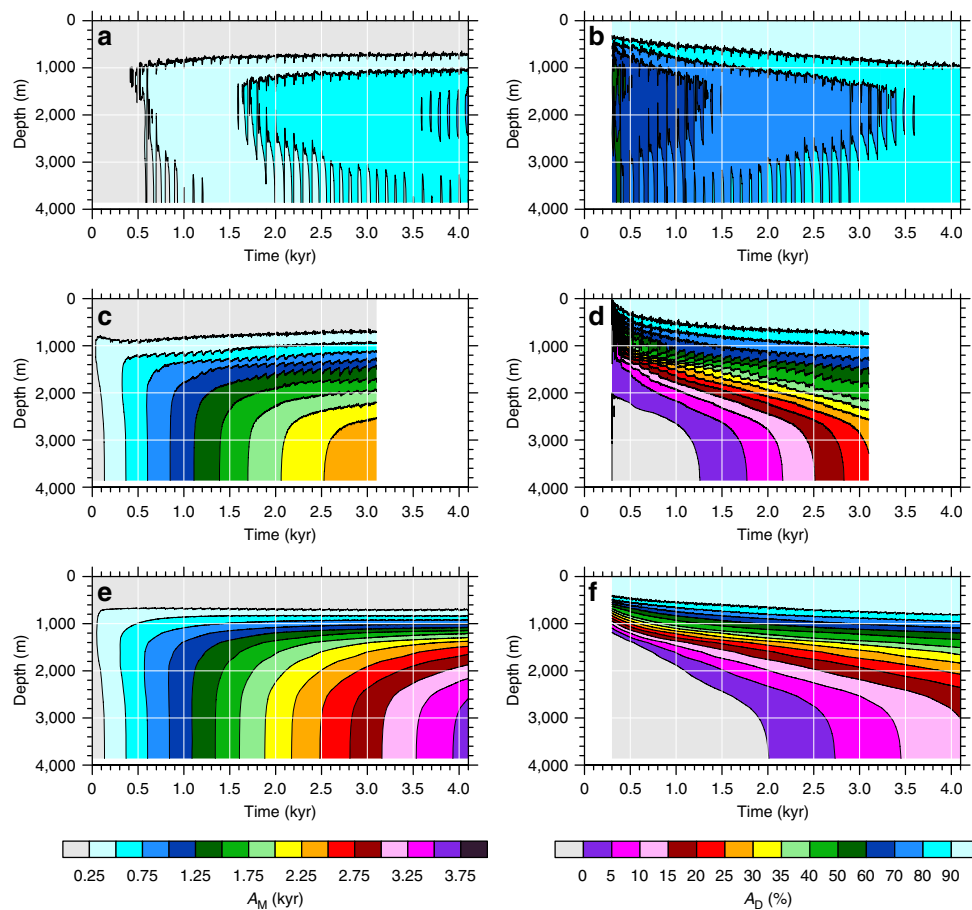 a
0
1,000
2,000
3,000
4,000
Depth (m)
0 0.5 1.0 1.5 2.0 2.5 3.0 3.5 4.0
Time (kyr)
b
0
1,000
2,000
3,000
4,000
Depth (m)
0 0.5 1.0 1.5 2.0 2.5 3.0 3.5 4.0
Time (kyr)
c
0
1,000
2,000
3,000
4,000
Depth (m)
0 0.5 1.0 1.5 2.0 2.5 3.0 3.5 4.0
Time (kyr)
d
0
1,000
2,000
3,000
4,000
Depth (m)
0 0.5 1.0 1.5 2.0 2.5 3.0 3.5 4.0
Time (kyr)
e
0
1,000
2,000
3,000
4,000
Depth (m)
0 0.5 1.0 1.5 2.0 2.5 3.0 3.5 4.0
Time (kyr)
f
0
1,000
2,000
3,000
4,000
Depth (m)
0 0.5 1.0 1.5 2.0 2.5 3.0 3.5 4.0
Time (kyr)
0.25 0.75 1.25 1.75 2.25 2.75 3.25 3.75
A_M (kyr)
0 5 10 15 20 25 30 35 40 50 60 70 80 90
A_D (%)